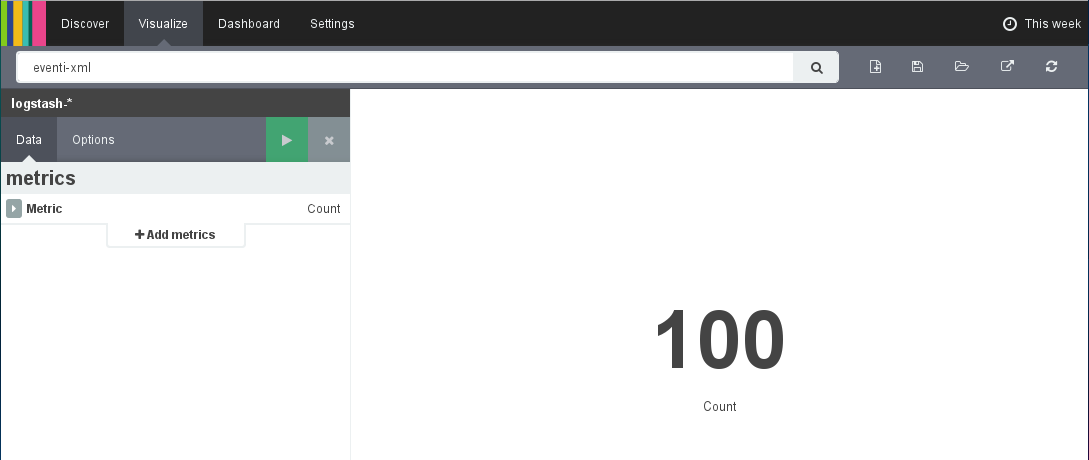 Discover Visualize Dashboard Settings This week
eventi-xml
logstash-*
Data Options
metrics
Metric Count
Add metrics
100
Count